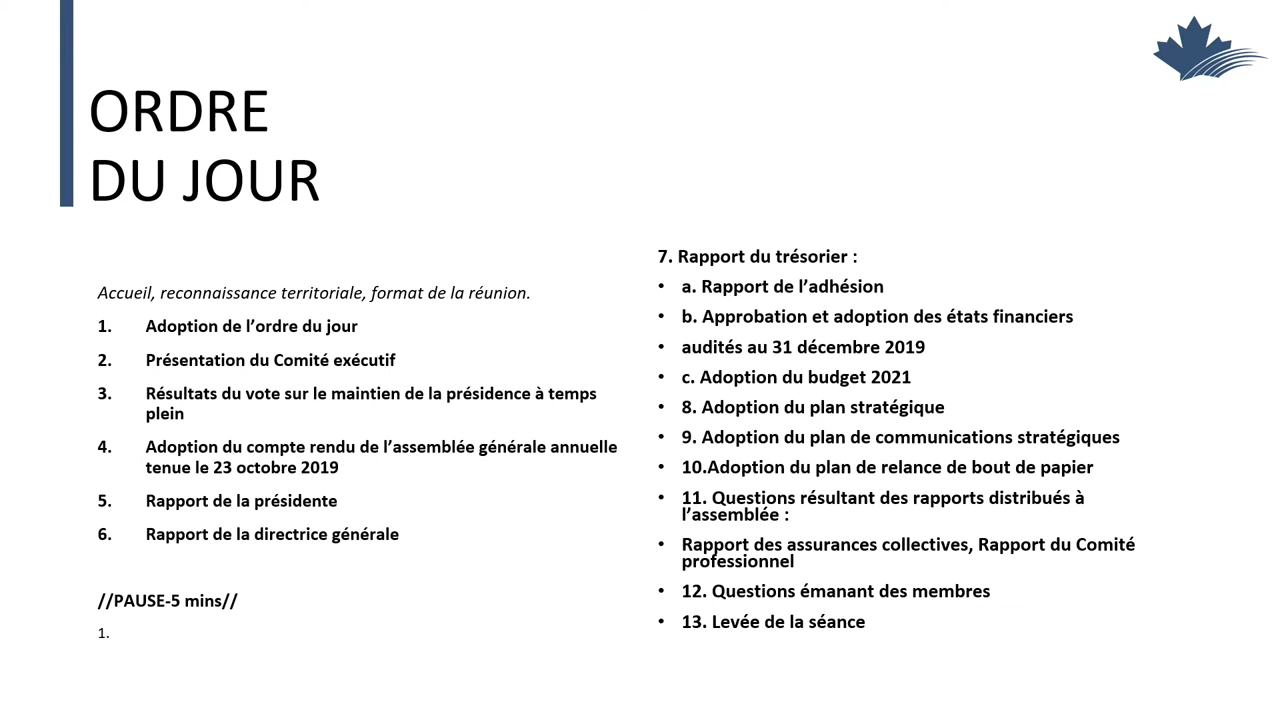 ORDRE
DU JOUR
Accueil, reconnaissance territoriale, format de la réunion.
1. Adoption de l’ordre du jour
2. Présentation du Comité exécutif
3. Résultats du vote sur le maintien de la présidence à temps
plein
4. Adoption du compte rendu de l’assemblée générale annuelle
tenue le 23 octobre 2019
5. Rapport de la présidente
6. Rapport de la directrice générale
//PAUSE-5 mins//
1.
7. Rapport du trésorier :
• a. Rapport de l’adhésion
• b. Approbation et adoption des états financiers
• audités au 31 décembre 2019
• c. Adoption du budget 2021
• 8. Adoption du plan stratégique
• 9. Adoption du plan de communications stratégiques
• 10.Adoption du plan de relance de bout de papier
• 11. Questions résultant des rapports distribués à
l’assemblée :
• Rapport des assurances collectives, Rapport du Comité
professionnel
• 12. Questions émanant des membres
• 13. Levée de la séance